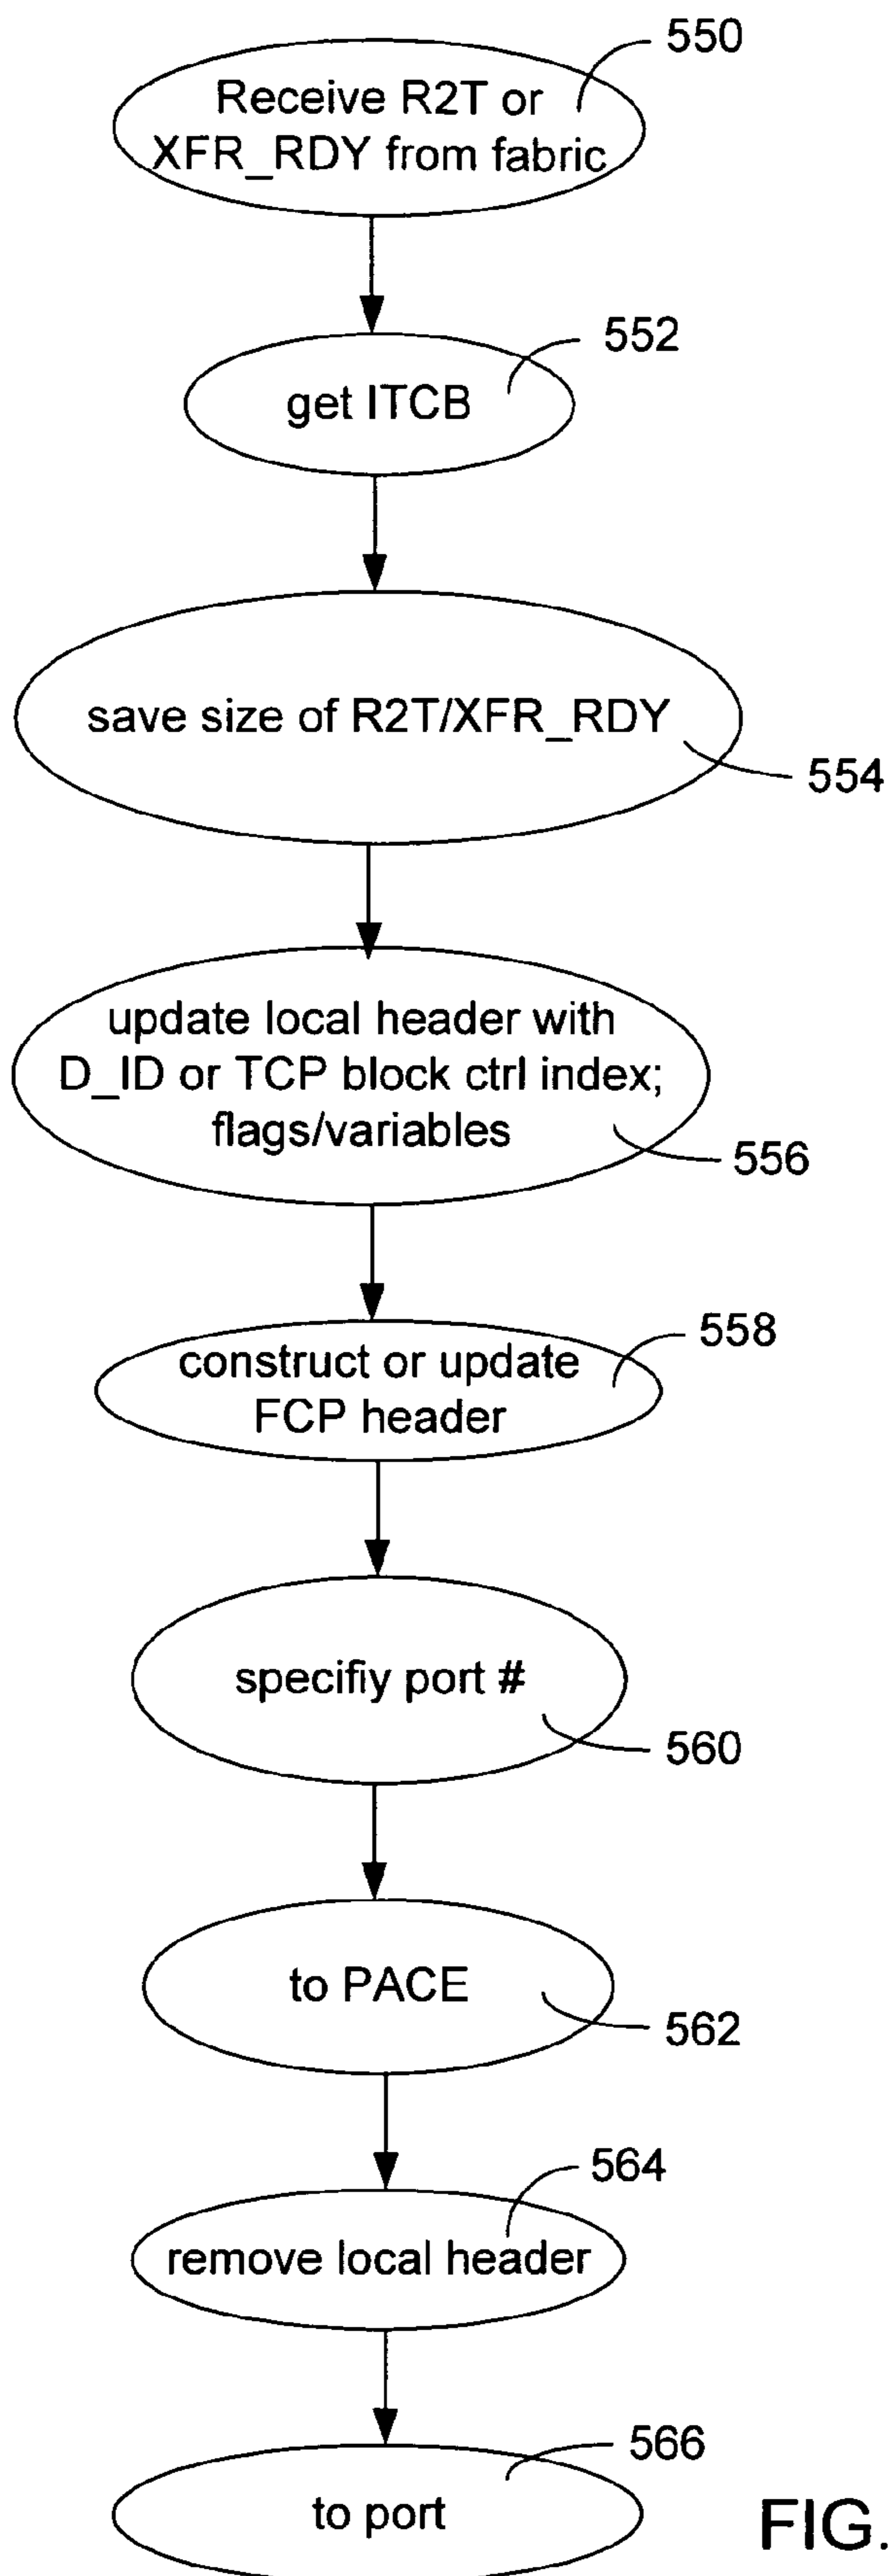 550
Receive R2T or
XFR_RDY from fabric
552
get ITCB
save size of R2T/XFR_RDY
554
update local header with
D_ID or TCP block ctrl index;
flags/variables
556
558
construct or update
FCP header
specifiy port #
560
to PACE
562
564
remove local header
566
to port
FIG.